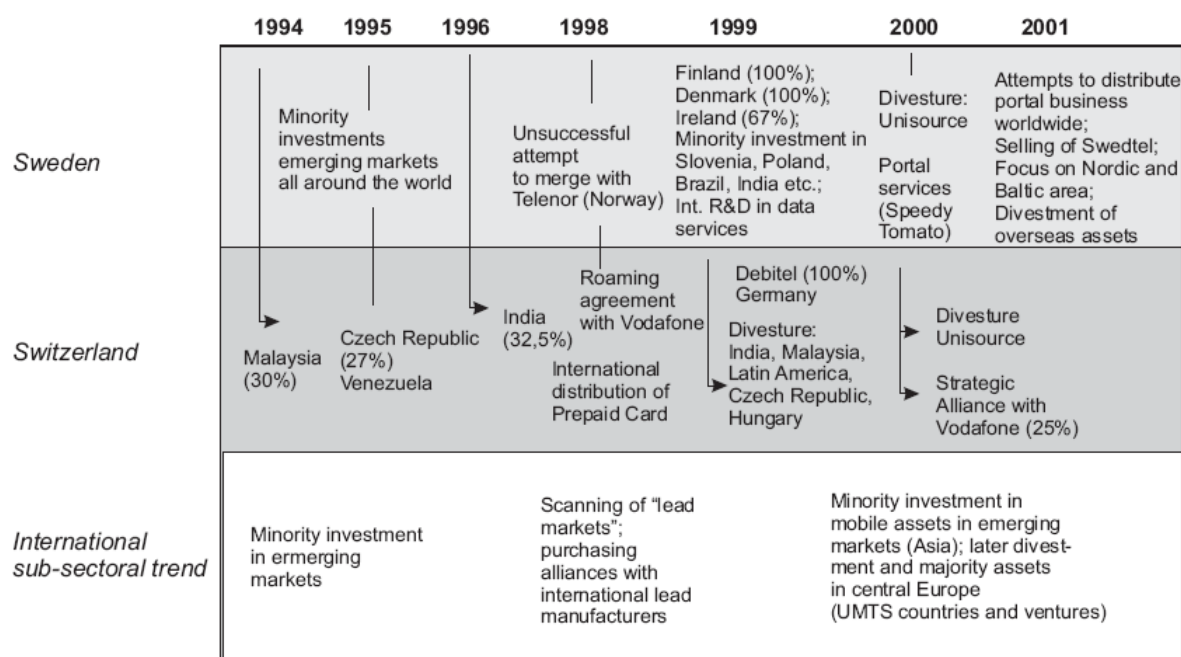 1994 1995 1996 1998 1999 2000 2001
Sweden
Minority
investments
emerging markets
all around the world
Unsuccessful
attempt
to merge with
Telenor (Norway)
Finland (100%);
Denmark (100%);
Ireland (67%);
Minority investment in
Slovenia, Poland,
Brazil, India etc.;
Int. R&D in data
services
Divesture:
Unisource
Portal
services
(Speedy
Tomato)
Attempts to distribute
portal business
worldwide;
Selling of Swedtel;
Focus on Nordic and
Baltic area;
Divestment of
overseas assets
Switzerland
Malaysia
(30%)
Czech Republic
(27%)
Venezuela
India
(32,5%)
Roaming
agreement
with Vodafone
International
distribution of
Prepaid Card
Debitel (100%)
Germany
Divesture:
India, Malaysia,
Latin America,
Czech Republic,
Hungary
Divesture
Unisource
Strategic
Alliance with
Vodafone (25%)
International
sub-sectoral trend
Minority investment
in ermerging
markets
Scanning of “lead
markets”;
purchasing
alliances with
international lead
manufacturers
Minority investment in
mobile assets in emerging
markets (Asia); later divest-
ment and majority assets
in central Europe
(UMTS countries and ventures)